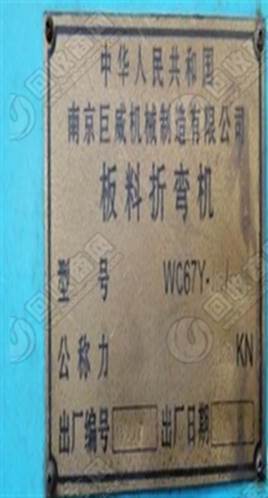 中华人民共和国
南京巨威机械制造有限公司
板料折弯机
型号 WC67Y-
公称力 KN
出厂编号 出厂日期